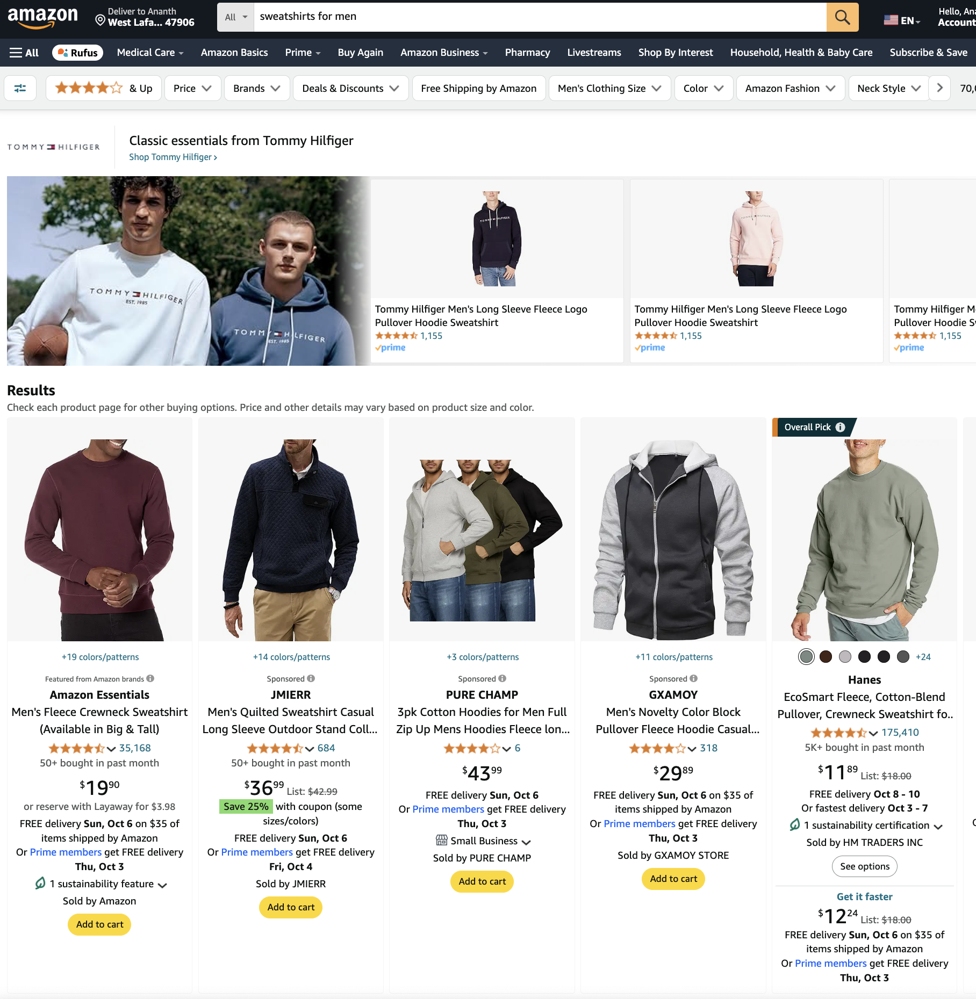 amazon
Deliver to Ananth
West Lafa... 47906
All
sweatshirts for men
EN
Hello, Ana
Account
All
Rufus
Medical Care
Amazon Basics
Prime
Buy Again
Amazon Business
Pharmacy
Livestreams
Shop By Interest
Household, Health & Baby Care
Subscribe & Save
& Up
Price
Brands
Deals & Discounts
Free Shipping by Amazon
Men's Clothing Size
Color
Amazon Fashion
Neck Style
70,0
TOMMY HILFIGER
Classic essentials from Tommy Hilfiger
Shop Tommy Hilfiger ›
TOMMY HILFIGER
EST. 1985
TOMMY HILFIGER
EST. 1985
TOMMY HILFIGER
Tommy Hilfiger Men's Long Sleeve Fleece Logo
Pullover Hoodie Sweatshirt
1,155
prime
TOMMY HILFIGER
Tommy Hilfiger Men's Long Sleeve Fleece Logo
Pullover Hoodie Sweatshirt
1,155
prime
Tommy Hilfiger M
Pullover Hoodie S
1,155
prime
Results
Check each product page for other buying options. Price and other details may vary based on product size and color.
+19 colors/patterns
Featured from Amazon brands
Amazon Essentials
Men's Fleece Crewneck Sweatshirt
(Available in Big & Tall)
35,168
50+ bought in past month
$19 90
or reserve with Layaway for $3.98
FREE delivery Sun, Oct 6 on $35 of
items shipped by Amazon
Or Prime members get FREE delivery
Thu, Oct 3
1 sustainability feature
Sold by Amazon
Add to cart
+14 colors/patterns
Sponsored
JMIERR
Men's Quilted Sweatshirt Casual
Long Sleeve Outdoor Stand Coll...
684
50+ bought in past month
$36 99 List: $42.99
Save 25% with coupon (some
sizes/colors)
FREE delivery Sun, Oct 6
Or Prime members get FREE delivery
Fri, Oct 4
Sold by JMIERR
Add to cart
+3 colors/patterns
Sponsored
PURE CHAMP
3pk Cotton Hoodies for Men Full
Zip Up Mens Hoodies Fleece lon...
6
$43 99
FREE delivery Sun, Oct 6
Or Prime members get FREE delivery
Thu, Oct 3
Small Business
Sold by PURE CHAMP
Add to cart
+11 colors/patterns
Sponsored
GXAMOY
Men's Novelty Color Block
Pullover Fleece Hoodie Casual...
318
$29 89
FREE delivery Sun, Oct 6 on $35 of
items shipped by Amazon
Or Prime members get FREE delivery
Thu, Oct 3
Sold by GXAMOY STORE
Add to cart
Overall Pick
+24
Hanes
EcoSmart Fleece, Cotton-Blend
Pullover, Crewneck Sweatshirt fo..
175,410
5K+ bought in past month
$11 89 List: $18.00
FREE delivery Oct 8 - 10
Or fastest delivery Oct 3 - 7
1 sustainability certification
Sold by HM TRADERS INC
See options
Get it faster
$12 24 List: $18.00
FREE delivery Sun, Oct 6 on $35 of
items shipped by Amazon
Or Prime members get FREE delivery
Thu, Oct 3